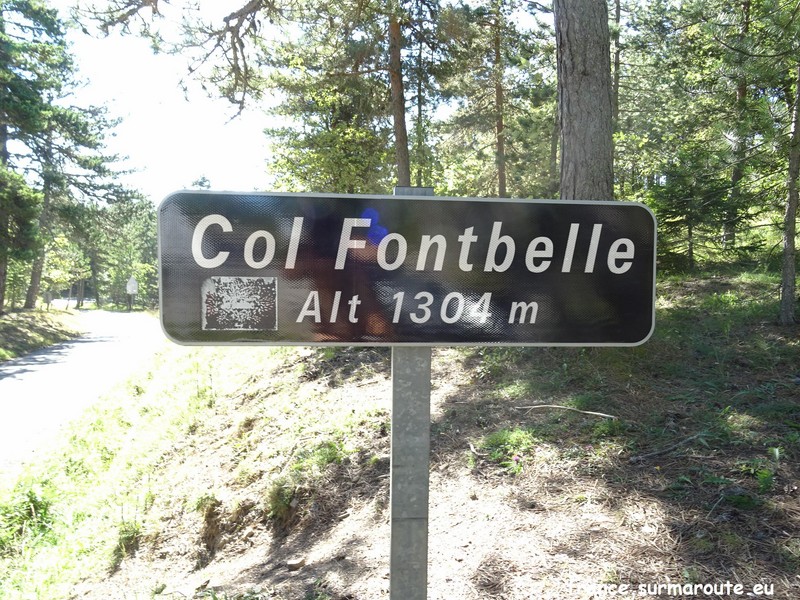 Col Fontbelle
Alt 1304 m
france.surmaroute.eu